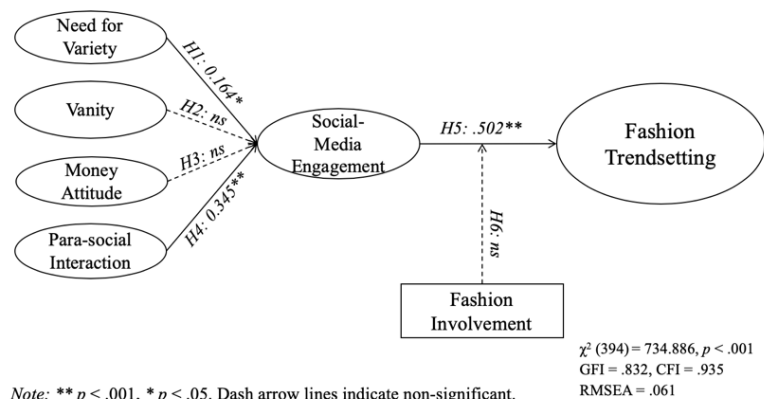 Need for
Variety
H1: 0.164*
Vanity
H2: ns
Money
Attitude
H3: ns
Para-social
Interaction
H4: 0.345**
Social-
Media
Engagement
H5: .502**
Fashion
Trendsetting
H6: ns
Fashion
Involvement
χ² (394) = 734.886, p < .001
GFI = .832, CFI = .935
RMSEA = .061
Note: ** p < .001, * p < .05. Dash arrow lines indicate non-significant.